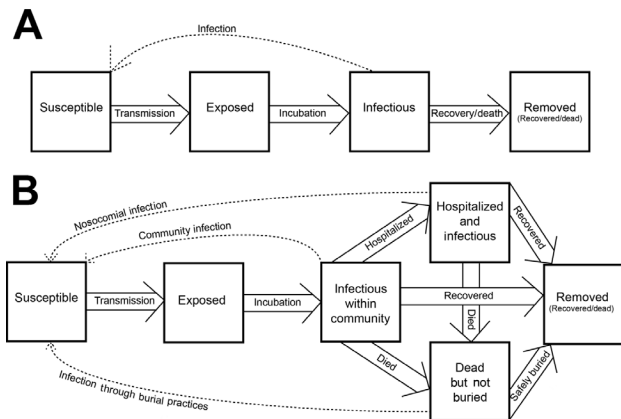 A
Infection
Susceptible
Transmission
Exposed
Incubation
Infectious
Recovery/death
Removed
(Recovered/dead)
B
Nosocomial infection
Community infection
Hospitalized
Hospitalized
and
infectious
Recovered
Susceptible
Transmission
Exposed
Incubation
Infectious
within
community
Recovered
Removed
(Recovered/dead)
Died
Died
Dead
but not
buried
Safely buried
Infection through burial practices